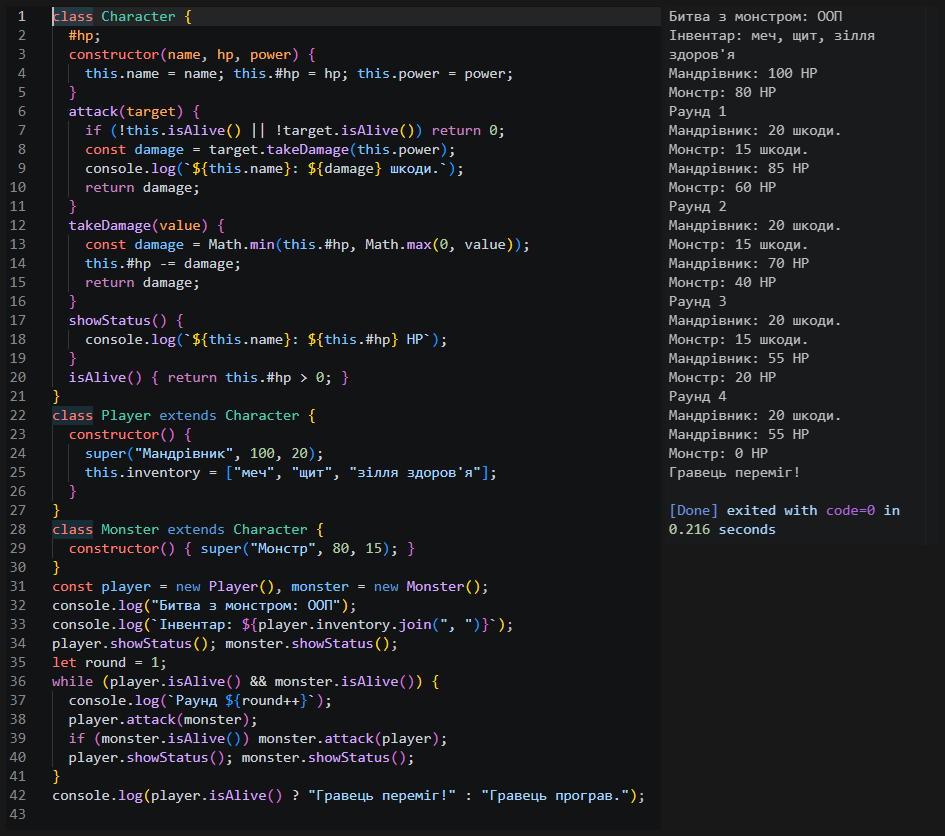 1 class Character {
2   #hp;
3   constructor(name, hp, power) {
4     this.name = name; this.#hp = hp; this.power = power;
5   }
6   attack(target) {
7     if (!this.isAlive() || !target.isAlive()) return 0;
8     const damage = target.takeDamage(this.power);
9     console.log(`${this.name}: ${damage} шкоди.`);
10     return damage;
11   }
12   takeDamage(value) {
13     const damage = Math.min(this.#hp, Math.max(0, value));
14     this.#hp -= damage;
15     return damage;
16   }
17   showStatus() {
18     console.log(`${this.name}: ${this.#hp} HP`);
19   }
20   isAlive() { return this.#hp > 0; }
21 }
22 class Player extends Character {
23   constructor() {
24     super("Мандрівник", 100, 20);
25     this.inventory = ["меч", "щит", "зілля здоров'я"];
26   }
27 }
28 class Monster extends Character {
29   constructor() { super("Монстр", 80, 15); }
30 }
31 const player = new Player(), monster = new Monster();
32 console.log("Битва з монстром: ООП");
33 console.log(`Інвентар: ${player.inventory.join(", ")}`);
34 player.showStatus(); monster.showStatus();
35 let round = 1;
36 while (player.isAlive() && monster.isAlive()) {
37   console.log(`Раунд ${round++}`);
38   player.attack(monster);
39   if (monster.isAlive()) monster.attack(player);
40   player.showStatus(); monster.showStatus();
41 }
42 console.log(player.isAlive() ? "Гравець переміг!" : "Гравець програв.");
43
Битва з монстром: ООП
Інвентар: меч, щит, зілля
здоров'я
Мандрівник: 100 HP
Монстр: 80 HP
Раунд 1
Мандрівник: 20 шкоди.
Монстр: 15 шкоди.
Мандрівник: 85 HP
Монстр: 60 HP
Раунд 2
Мандрівник: 20 шкоди.
Монстр: 15 шкоди.
Мандрівник: 70 HP
Монстр: 40 HP
Раунд 3
Мандрівник: 20 шкоди.
Монстр: 15 шкоди.
Мандрівник: 55 HP
Монстр: 20 HP
Раунд 4
Мандрівник: 20 шкоди.
Мандрівник: 55 HP
Монстр: 0 HP
Гравець переміг!
[Done] exited with code=0 in
0.216 seconds